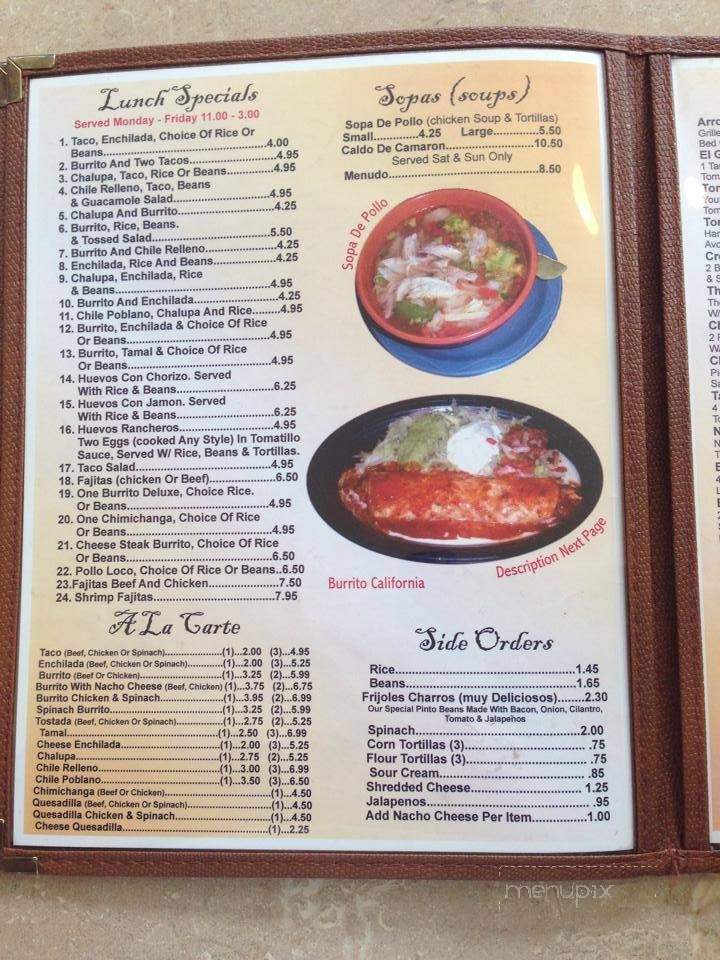 Lunch Specials
Served Monday - Friday 11.00 - 3.00
1. Taco, Enchilada, Choice Of Rice Or
Beans...4.00
2. Burrito And Two Tacos...4.95
3. Chalupa, Taco, Rice Or Beans...4.95
4. Chile Relleno, Taco, Beans
& Guacamole Salad...4.95
5. Chalupa And Burrito...4.25
6. Burrito, Rice, Beans.
& Tossed Salad...5.50
7. Burrito And Chile Relleno...4.25
8. Enchilada, Rice And Beans...4.25
9. Chalupa, Enchilada, Rice
& Beans...4.95
10. Burrito And Enchilada...4.25
11. Chile Poblano, Chalupa And Rice...4.95
12. Burrito, Enchilada & Choice Of Rice
Or Beans...4.95
13. Burrito, Tamal & Choice Of Rice
Or Beans...4.95
14. Huevos Con Chorizo. Served
With Rice & Beans...6.25
15. Huevos Con Jamon. Served
With Rice & Beans...6.25
16. Huevos Rancheros...4.95
Two Eggs (cooked Any Style) In Tomatillo
Sauce, Served W/ Rice, Beans & Tortillas.
17. Taco Salad...4.95
18. Fajitas (chicken Or Beef)...6.50
19. One Burrito Deluxe, Choice Rice.
Or Beans...4.95
20. One Chimichanga, Choice Of Rice
Or Beans...4.95
21. Cheese Steak Burrito, Choice Of Rice
Or Beans...6.50
22. Pollo Loco, Choice Of Rice Or Beans..6.50
23.Fajitas Beef And Chicken...7.50
24. Shrimp Fajitas...7.95
A La Carte
Taco (Beef, Chicken Or Spinach)...(1)...2.00 (3)...4.95
Enchilada (Beef, Chicken Or Spinach)...(1)...2.00 (3)...5.25
Burrito (Beef Or Chicken)...(1)...3.25 (2)...5.99
Burrito With Nacho Cheese (Beef, Chicken) (1)...3.75 (2)...6.75
Burrito Chicken & Spinach...(1)...3.95 (2)...6.99
Spinach Burrito...(1)...3.25 (2)...5.99
Tostada (Beef, Chicken Or Spinach)...(1)...2.75 (2)...5.25
Tamal...(1)...2.50 (3)...6.99
Cheese Enchilada...(1)...2.00 (3)...5.25
Chalupa...(1)...2.75 (2)...5.25
Chile Relleno...(1)...3.00 (3)...6.99
Chile Poblano...(1)...3.50 (3)...6.50
Chimichanga (Beef Or Chicken)...(1)...4.50
Quesadilla (Beef, Chicken Or Spinach)...(1)...4.50
Quesadilla Chicken & Spinach...(1)...4.50
Cheese Quesadilla...(1)...2.25
Sopas (soups)
Sopa De Pollo (chicken Soup & Tortillas)
Small...4.25 Large...5.50
Caldo De Camaron...10.50
Served Sat & Sun Only
Menudo...8.50
Sopa De Pollo
Burrito California
Description Next Page
Side Orders
Rice...1.45
Beans...1.65
Frijoles Charros (muy Deliciosos)...2.30
Our Special Pinto Beans Made With Bacon, Onion, Cilantro,
Tomato & Jalapeños
Spinach...2.00
Corn Tortillas (3)... .75
Flour Tortillas (3)... .75
Sour Cream... .85
Shredded Cheese... 1.25
Jalapenos... .95
Add Nacho Cheese Per Item...1.00
menupix